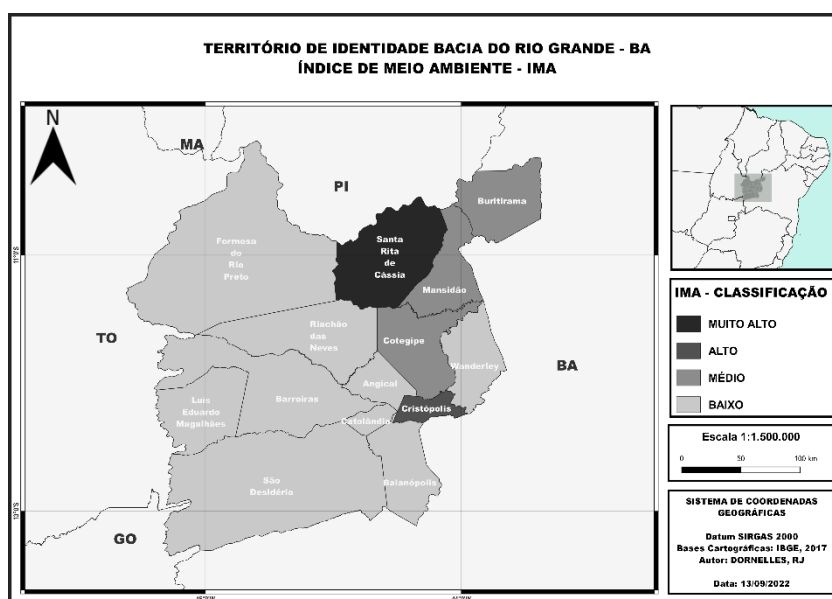 TERRITÓRIO DE IDENTIDADE BACIA DO RIO GRANDE - BA
ÍNDICE DE MEIO AMBIENTE - IMA
N
MA
PI
TO
BA
GO
Buritirama
Santa
Rita
de
Cássia
Formosa
do
Rio
Preto
Mansidão
Riachão
das
Neves
Cotegipe
Wanderley
Angical
Luís
Eduardo
Magalhães
Barreiras
Cristópolis
Catolândia
São
Desidério
Baianópolis
11°0'S
13°0'S
IMA - CLASSIFICAÇÃO
MUITO ALTO
ALTO
MÉDIO
BAIXO
Escala 1:1.500.000
0 50 100 km
SISTEMA DE COORDENADAS
GEOGRÁFICAS
Datum SIRGAS 2000
Bases Cartográficas: IBGE, 2017
Autor: DORNELLES, RJ
Data: 13/09/2022